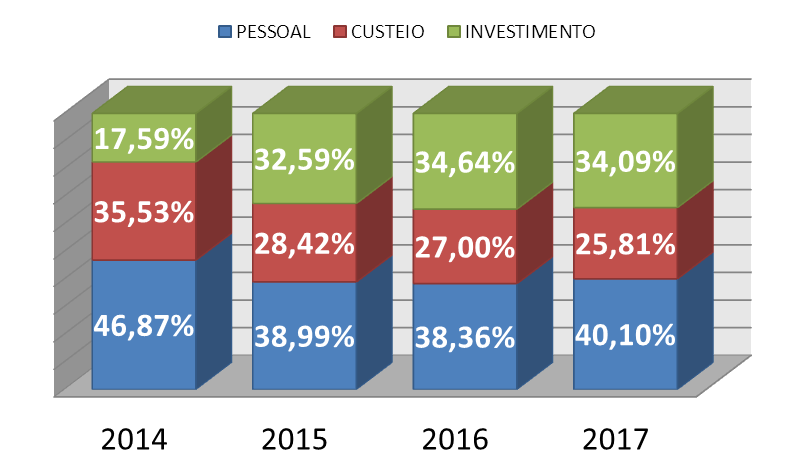 PESSOAL CUSTEIO INVESTIMENTO
17,59% 32,59% 34,64% 34,09%
35,53% 28,42% 27,00% 25,81%
46,87% 38,99% 38,36% 40,10%
2014 2015 2016 2017